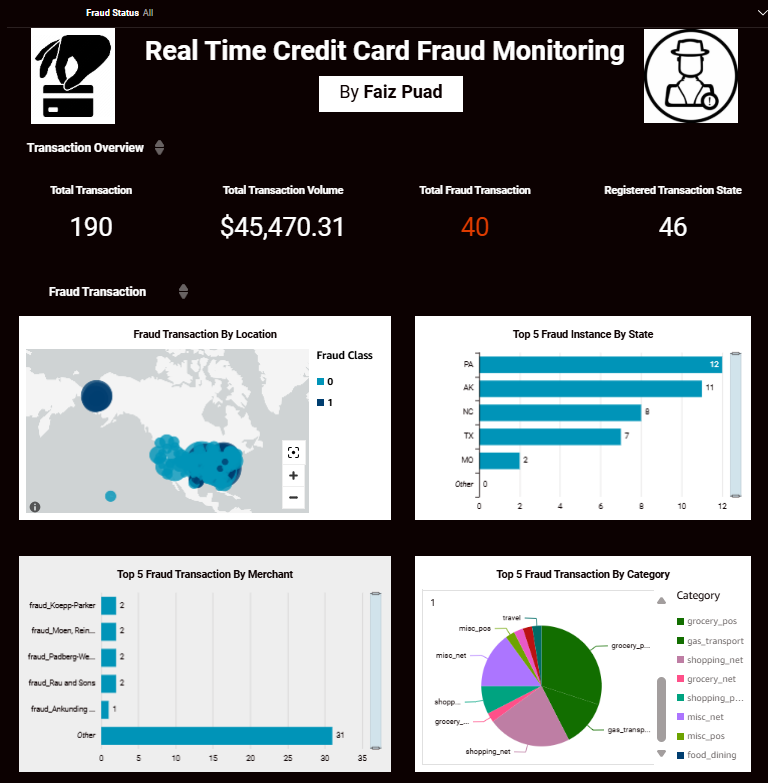 Fraud Status All
Real Time Credit Card Fraud Monitoring
By Faiz Puad
Transaction Overview
Total Transaction
Total Transaction Volume
Total Fraud Transaction
Registered Transaction State
190
$45,470.31
40
46
Fraud Transaction
Fraud Transaction By Location
Fraud Class
0
1
Top 5 Fraud Instance By State
PA 12
AK 11
NC 8
TX 7
MO 2
Other 0
0 2 4 6 8 10 12
Top 5 Fraud Transaction By Merchant
fraud_Koepp-Parker 2
fraud_Moen, Rein... 2
fraud_Padberg-We... 2
fraud_Rau and Sons 2
fraud_Ankunding ... 1
Other 31
0 5 10 15 20 25 30 35
Top 5 Fraud Transaction By Category
1
travel
misc_pos
misc_net
shopp...
grocery_...
shopping_net
grocery_p...
gas_transp...
Category
grocery_pos
gas_transport
shopping_net
grocery_net
shopping_p...
misc_net
misc_pos
food_dining